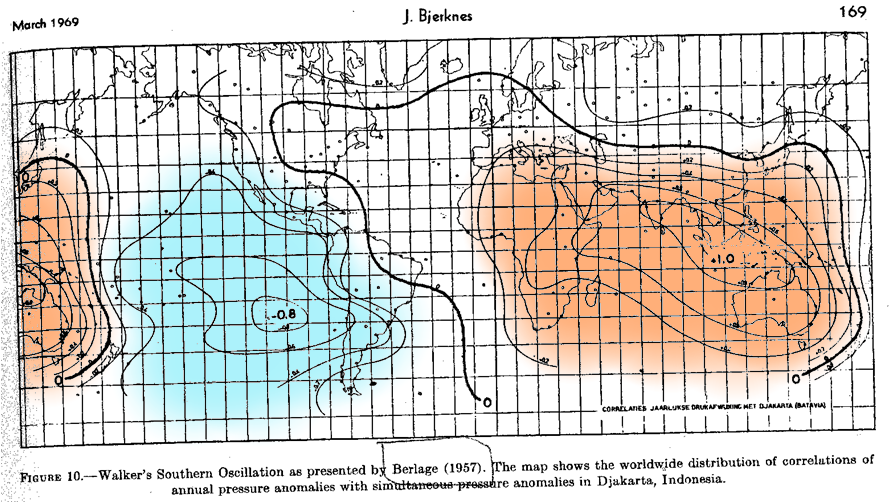 March 1969
J. Bjerknes
169
-0.8
+1.0
0
0
0
CORRELATIES JAARLIJKSE DRUKAFWIJKING MET DJAKARTA (BATAVIA)
FIGURE 10.—Walker's Southern Oscillation as presented by Berlage (1957). The map shows the worldwide distribution of correlations of
annual pressure anomalies with simultaneous pressure anomalies in Djakarta, Indonesia.